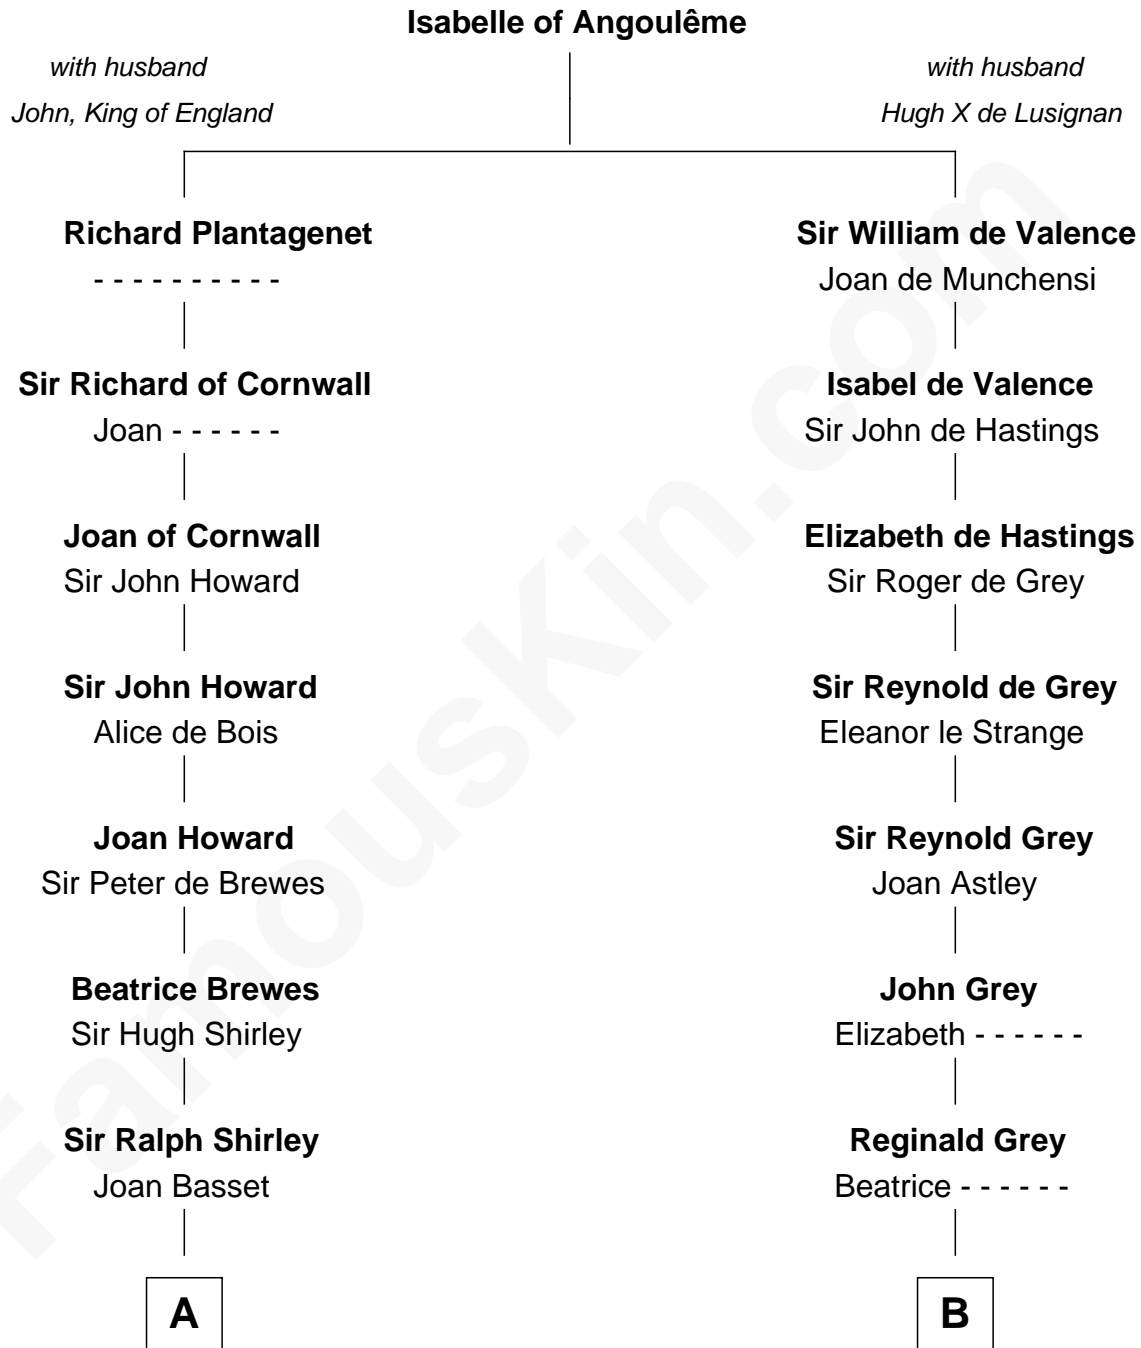 Isabelle of Angoulême
with husband
John, King of England
with husband
Hugh X de Lusignan
Richard Plantagenet
- - - - - - - - - -
Sir William de Valence
Joan de Munchensi
Sir Richard of Cornwall
Joan - - - - - -
Isabel de Valence
Sir John de Hastings
Joan of Cornwall
Sir John Howard
Elizabeth de Hastings
Sir Roger de Grey
Sir John Howard
Alice de Bois
Sir Reynold de Grey
Eleanor le Strange
Joan Howard
Sir Peter de Brewes
Sir Reynold Grey
Joan Astley
Beatrice Brewes
Sir Hugh Shirley
John Grey
Elizabeth - - - - - -
Sir Ralph Shirley
Joan Basset
Reginald Grey
Beatrice - - - - - -
A
B
FamousKin.com